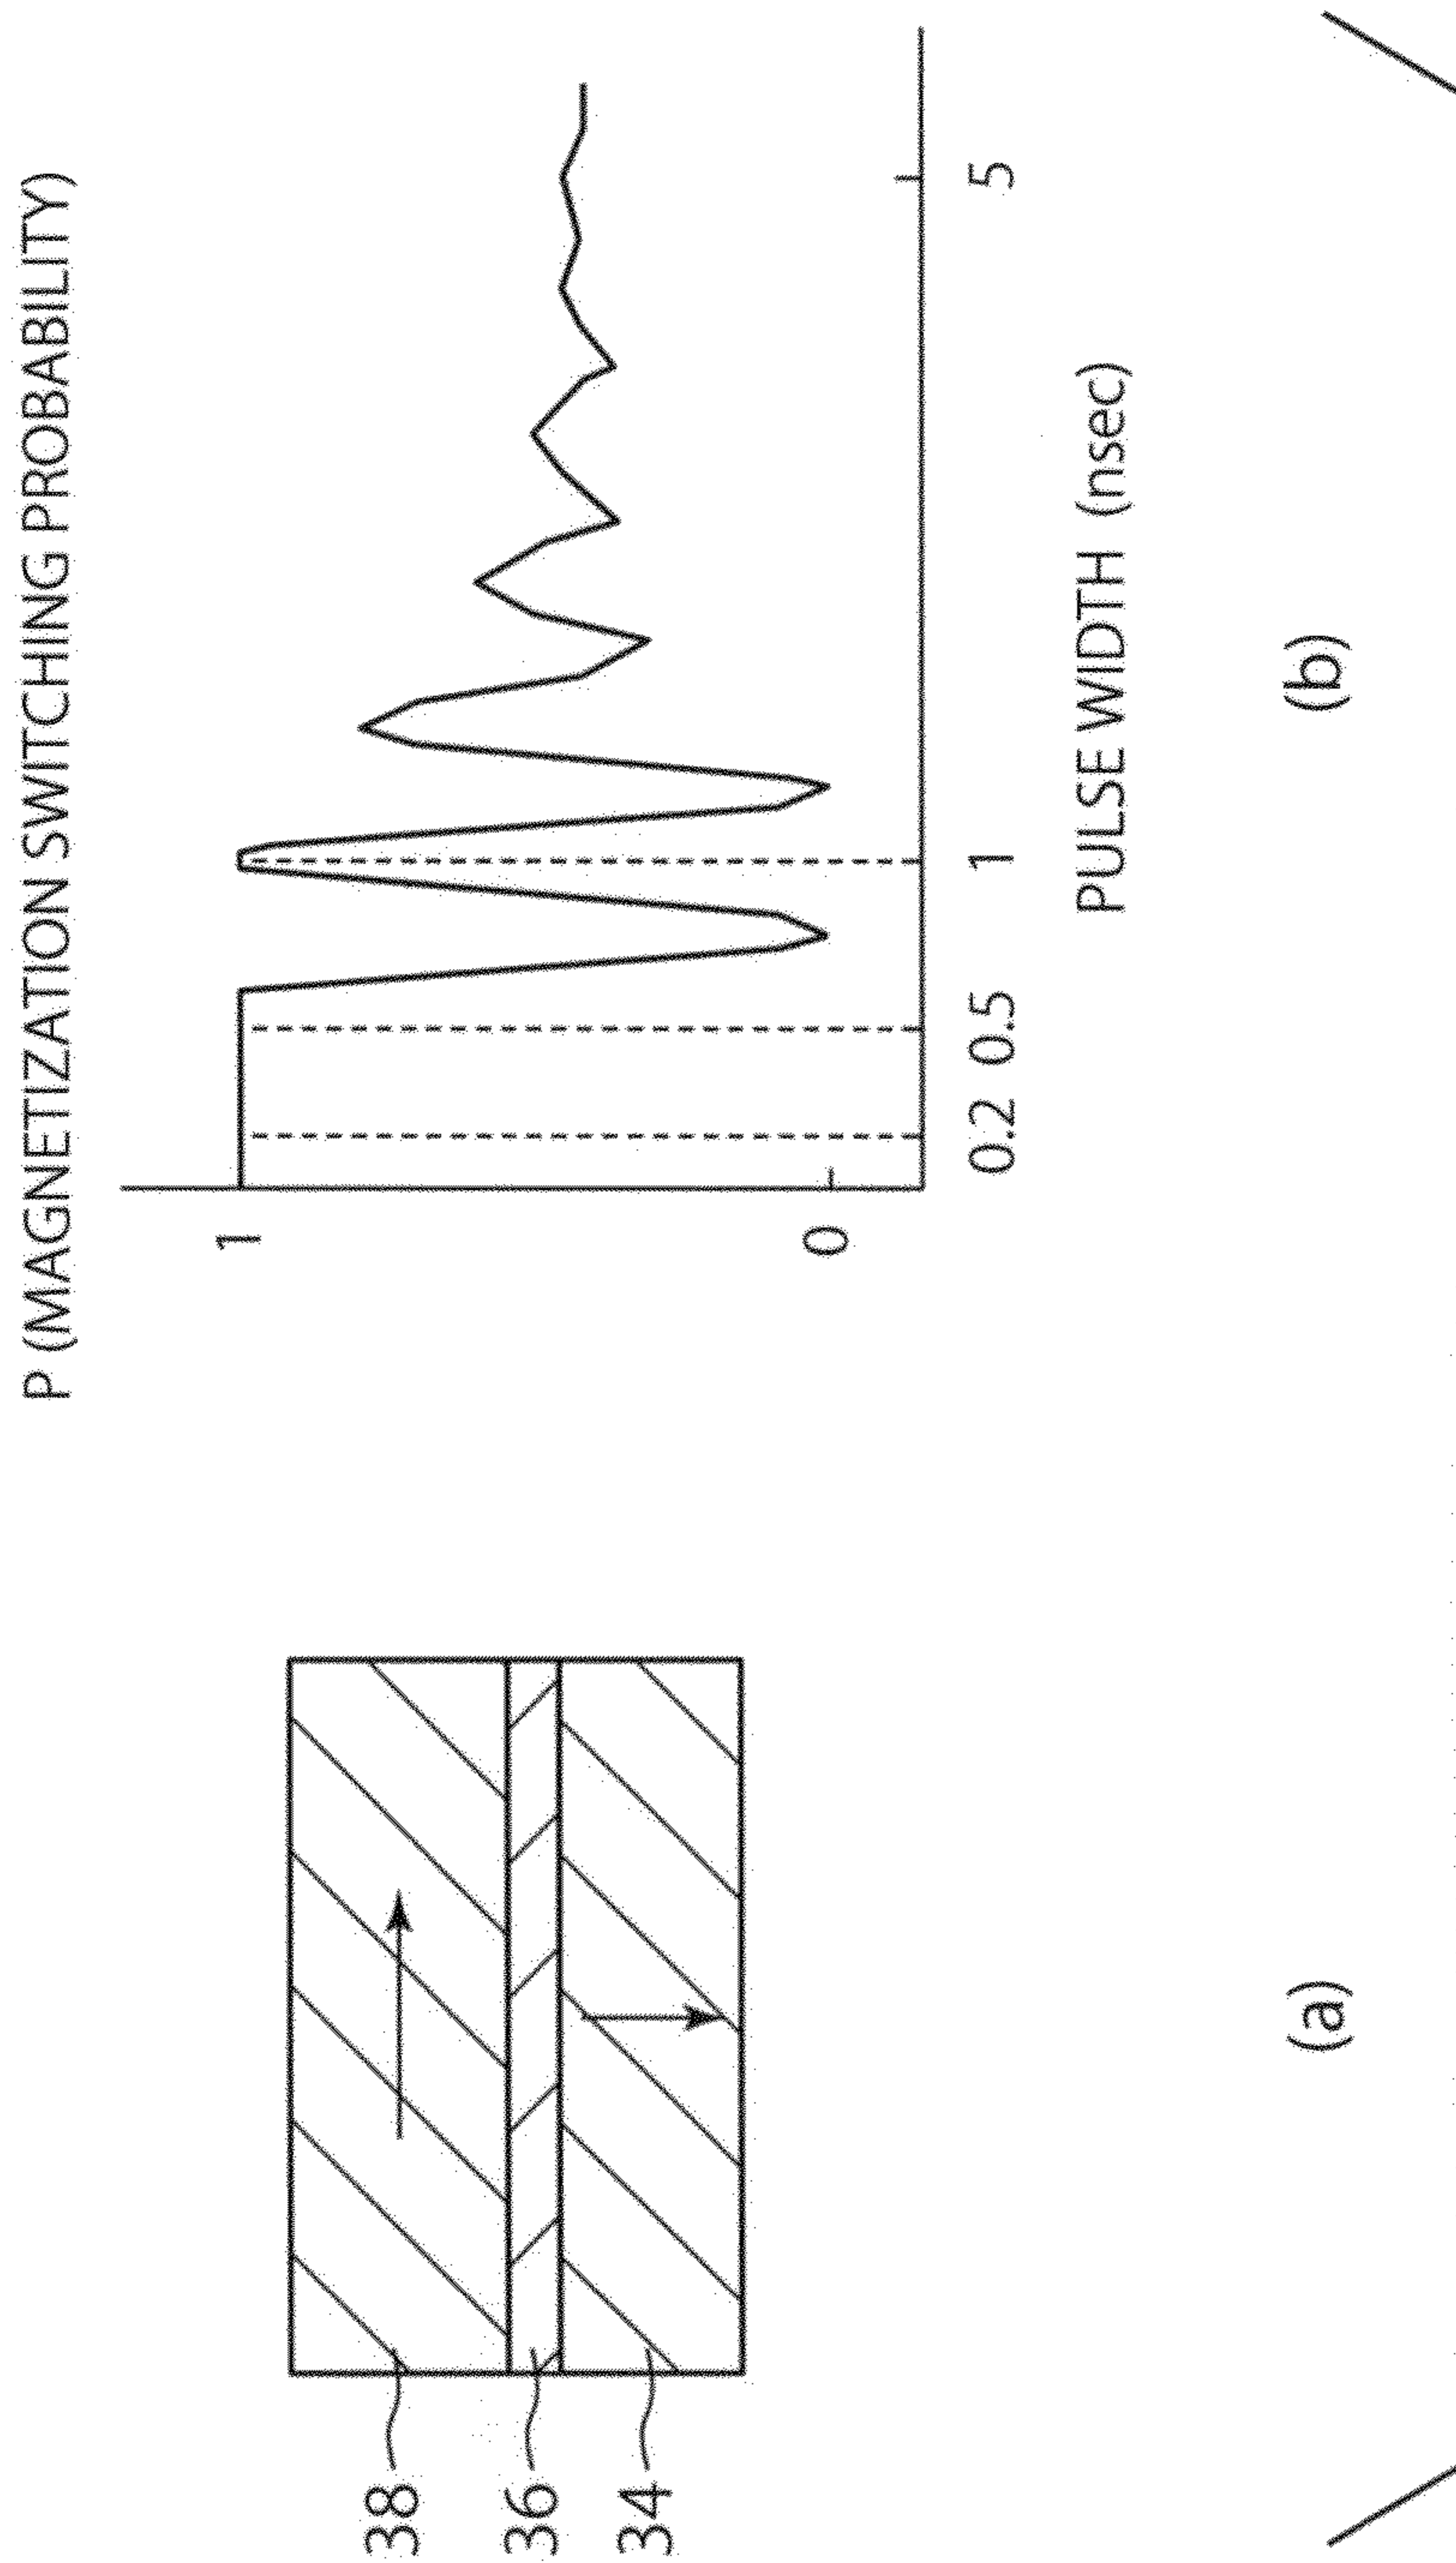 38
36
34
(a)
P (MAGNETIZATION SWITCHING PROBABILITY)
1
0
0.2 0.5 1 5
PULSE WIDTH (nsec)
(b)